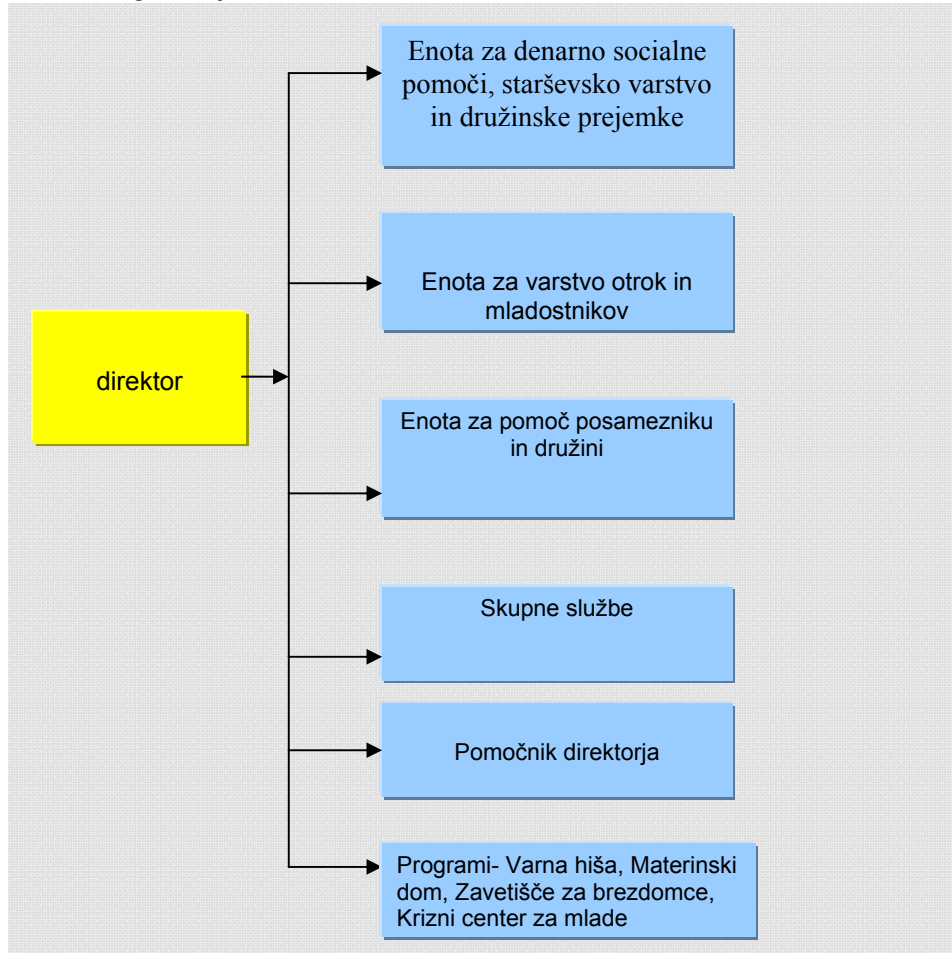 Enota za denarno socialne
pomoči, starševsko varstvo
in družinske prejemke
Enota za varstvo otrok in
mladostnikov
direktor
Enota za pomoč posamezniku
in družini
Skupne službe
Pomočnik direktorja
Programi- Varna hiša, Materinski
dom, Zavetišče za brezdomce,
Krizni center za mlade